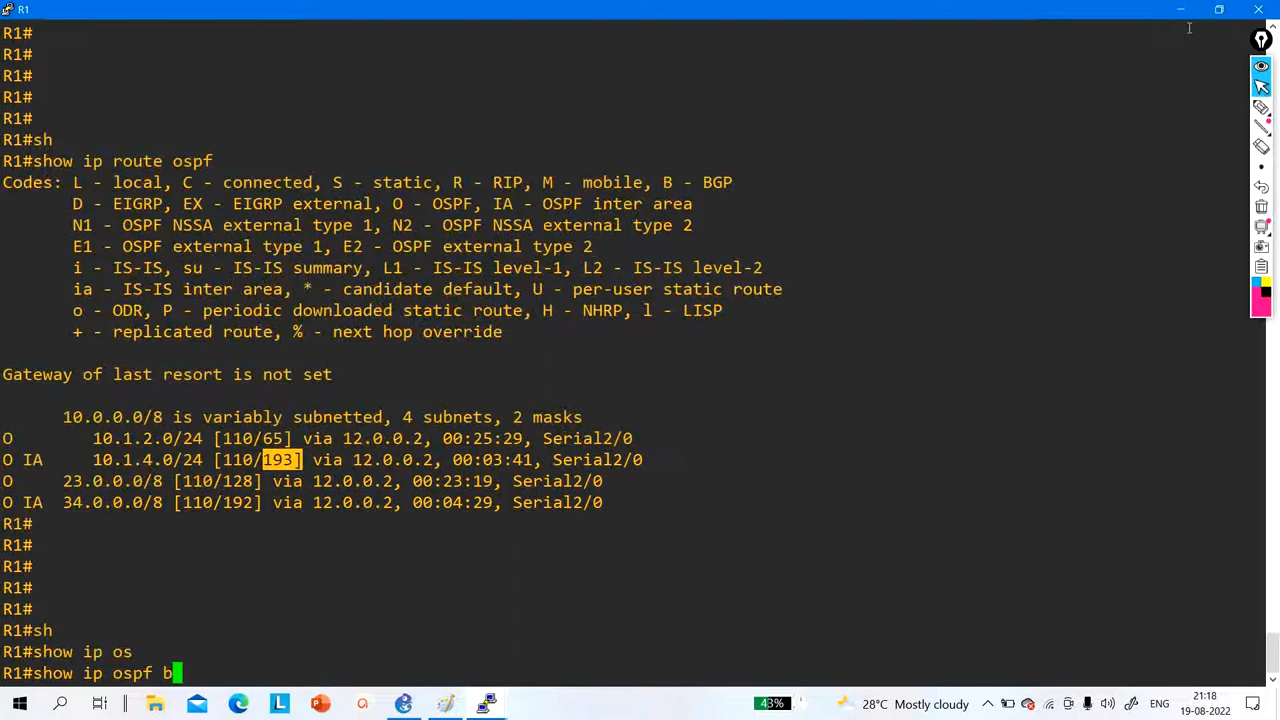 R1
R1#
R1#
R1#
R1#
R1#
R1#sh
R1#show ip route ospf
Codes: L - local, C - connected, S - static, R - RIP, M - mobile, B - BGP
D - EIGRP, EX - EIGRP external, O - OSPF, IA - OSPF inter area
N1 - OSPF NSSA external type 1, N2 - OSPF NSSA external type 2
E1 - OSPF external type 1, E2 - OSPF external type 2
i - IS-IS, su - IS-IS summary, L1 - IS-IS level-1, L2 - IS-IS level-2
ia - IS-IS inter area, * - candidate default, U - per-user static route
o - ODR, P - periodic downloaded static route, H - NHRP, l - LISP
+ - replicated route, % - next hop override
Gateway of last resort is not set
10.0.0.0/8 is variably subnetted, 4 subnets, 2 masks
O 10.1.2.0/24 [110/65] via 12.0.0.2, 00:25:29, Serial2/0
O IA 10.1.4.0/24 [110/193] via 12.0.0.2, 00:03:41, Serial2/0
O 23.0.0.0/8 [110/128] via 12.0.0.2, 00:23:19, Serial2/0
O IA 34.0.0.0/8 [110/192] via 12.0.0.2, 00:04:29, Serial2/0
R1#
R1#
R1#
R1#
R1#
R1#sh
R1#show ip os
R1#show ip ospf b
43% 28°C Mostly cloudy ENG 21:18
19-08-2022